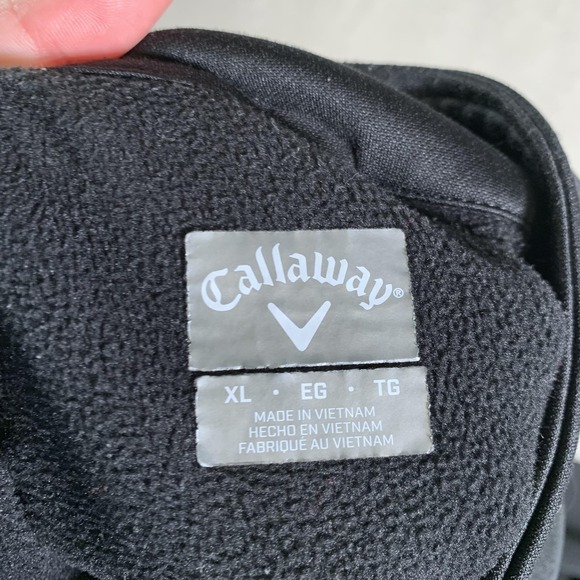 Callaway®
XL • EG • TG
MADE IN VIETNAM
HECHO EN VIETNAM
FABRIQUÉ AU VIETNAM